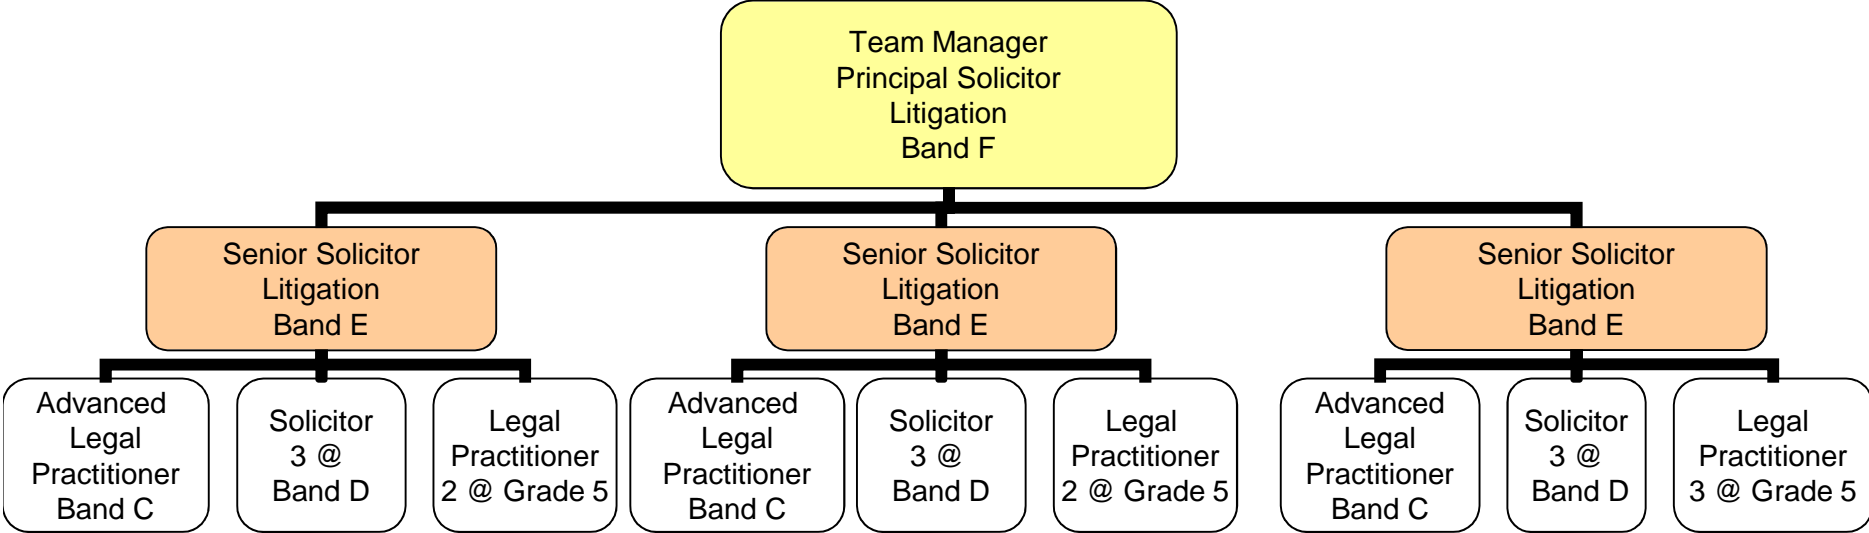 Team Manager
Principal Solicitor
Litigation
Band F
Senior Solicitor
Litigation
Band E
Senior Solicitor
Litigation
Band E
Senior Solicitor
Litigation
Band E
Advanced
Legal
Practitioner
Band C
Solicitor
3 @
Band D
Legal
Practitioner
2 @ Grade 5
Advanced
Legal
Practitioner
Band C
Solicitor
3 @
Band D
Legal
Practitioner
2 @ Grade 5
Advanced
Legal
Practitioner
Band C
Solicitor
3 @
Band D
Legal
Practitioner
3 @ Grade 5